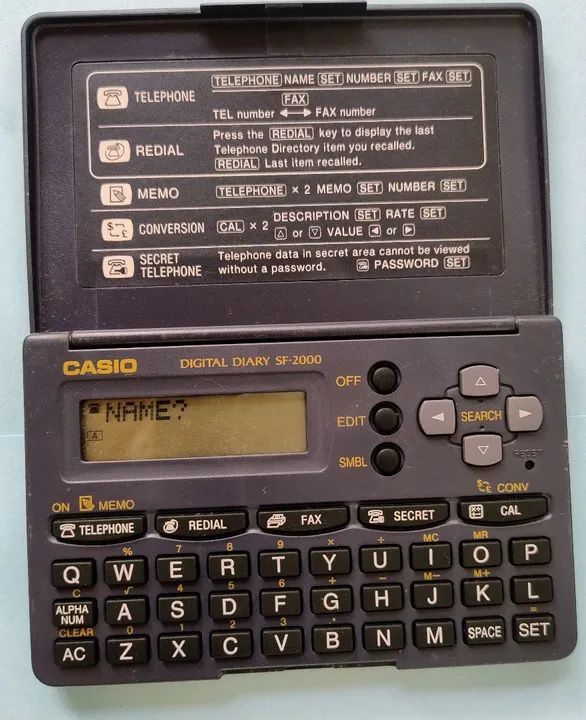 TELEPHONE TELEPHONE NAME SET NUMBER SET FAX SET
FAX
TEL number ↔ FAX number
REDIAL Press the REDIAL key to display the last
Telephone Directory item you recalled.
REDIAL Last item recalled.
MEMO TELEPHONE × 2 MEMO SET NUMBER SET
CONVERSION CAL × 2 DESCRIPTION SET RATE SET
△ or ▽ VALUE ◀ or ▶
SECRET TELEPHONE Telephone data in secret area cannot be viewed
without a password. PASSWORD SET
CASIO DIGITAL DIARY SF-2000
OFF
NAME?
A
EDIT
SEARCH
SMBL
RESET
ON MEMO
$ £ CONV
TELEPHONE REDIAL FAX SECRET CAL
% 7 8 9 × ÷ MC MR
Q W E R T Y U I O P
C √ 4 5 6 + − M− M+
ALPHA NUM A S D F G H J K L
CLEAR 0 1 2 3 . =
AC Z X C V B N M SPACE SET